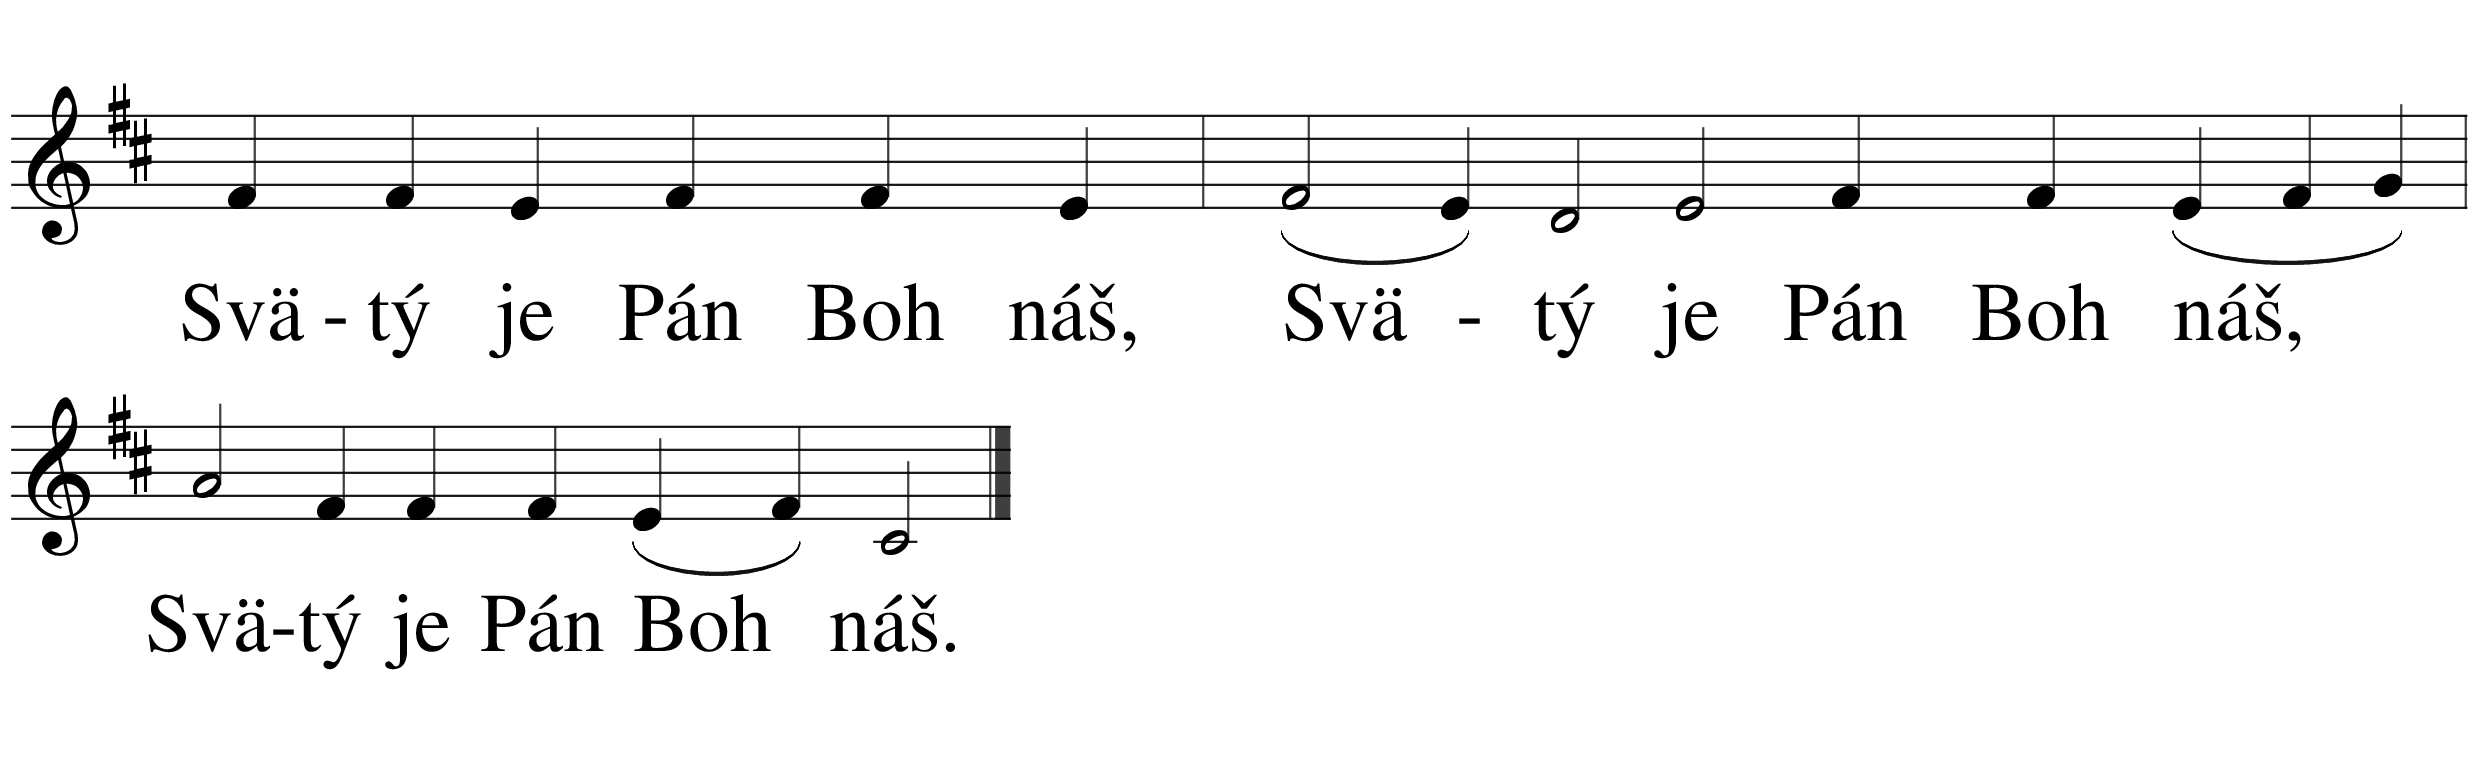 Svä - tý je Pán Boh náš, Svä - tý je Pán Boh náš,
Svä-tý je Pán Boh náš.